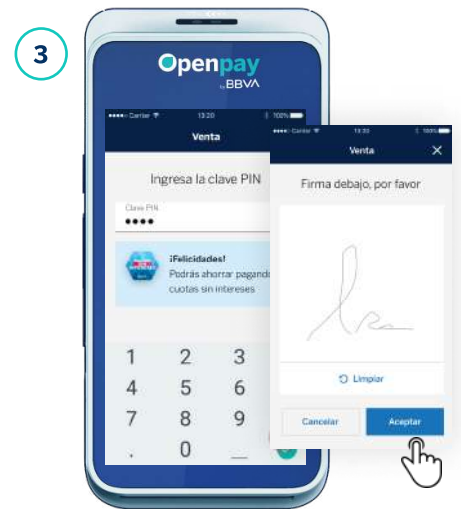 3
Openpay
by BBVA
Carrier 13:20 100%
Venta
Ingresa la clave PIN
Clave PIN
¡Felicidades!
Podrás ahorrar pagando
cuotas sin intereses
1 2 3
4 5 6
7 8 9
. 0 _
Carrier 13:20 100%
Venta
Firma debajo, por favor
Limpiar
Cancelar Aceptar